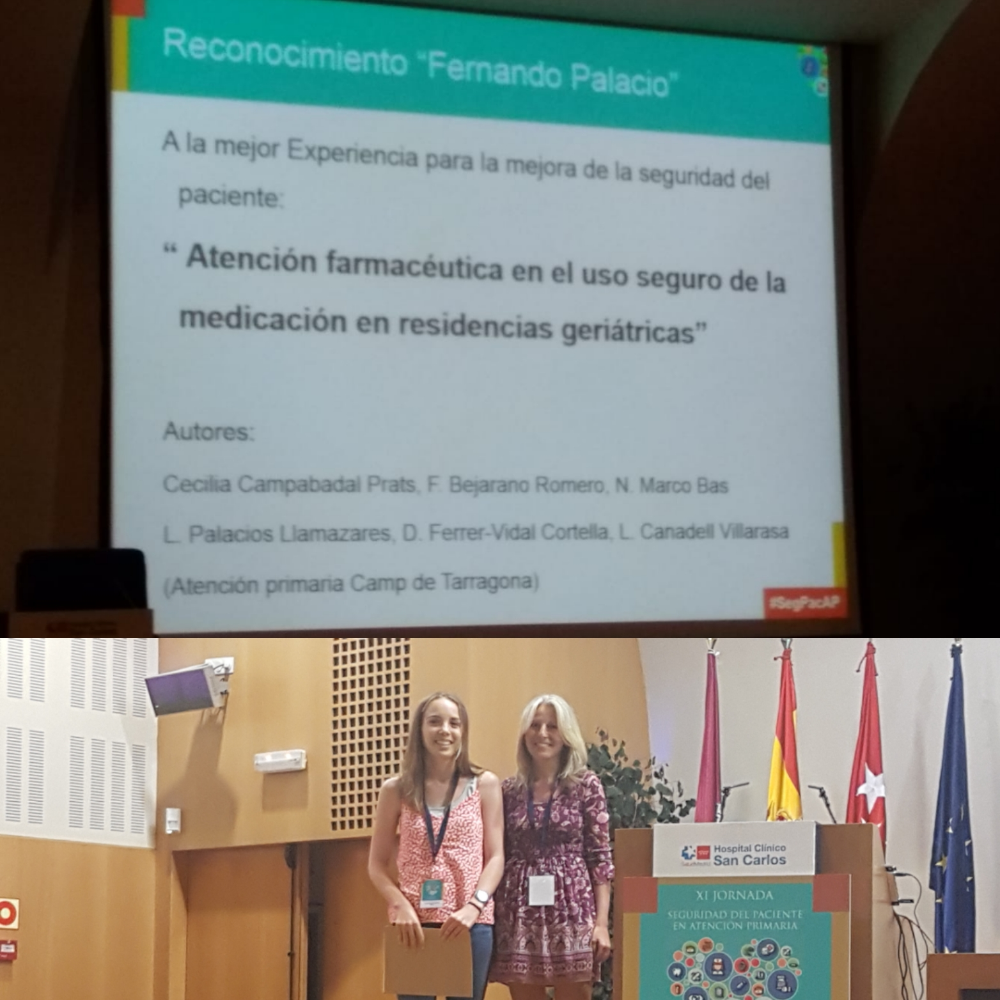 Reconocimiento “Fernando Palacio”
A la mejor Experiencia para la mejora de la seguridad del
paciente:
“ Atención farmacéutica en el uso seguro de la
medicación en residencias geriátricas”
Autores:
Cecilia Campabadal Prats, F. Bejarano Romero, N. Marco Bas
L. Palacios Llamazares, D. Ferrer-Vidal Cortella, L. Canadell Villarasa
(Atención primaria Camp de Tarragona)
#SegPacAP
Hospital Clínico
San Carlos
SaludMadrid
XI JORNADA
SEGURIDAD DEL PACIENTE
EN ATENCIÓN PRIMARIA